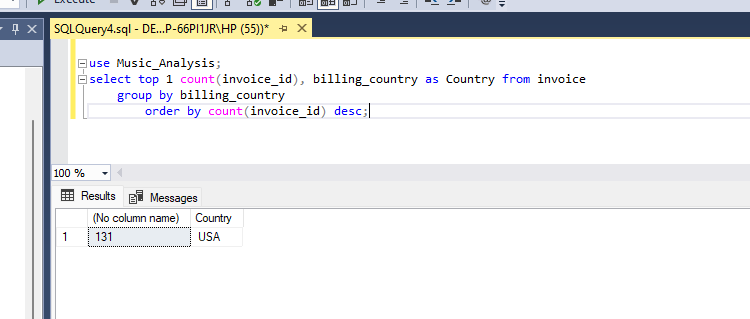 Execute
SQLQuery4.sql - DE...P-66PI1JR\HP (55))*
use Music_Analysis;
select top 1 count(invoice_id), billing_country as Country from invoice
group by billing_country
order by count(invoice_id) desc;
100 %
Results Messages
(No column name) Country
1 131 USA